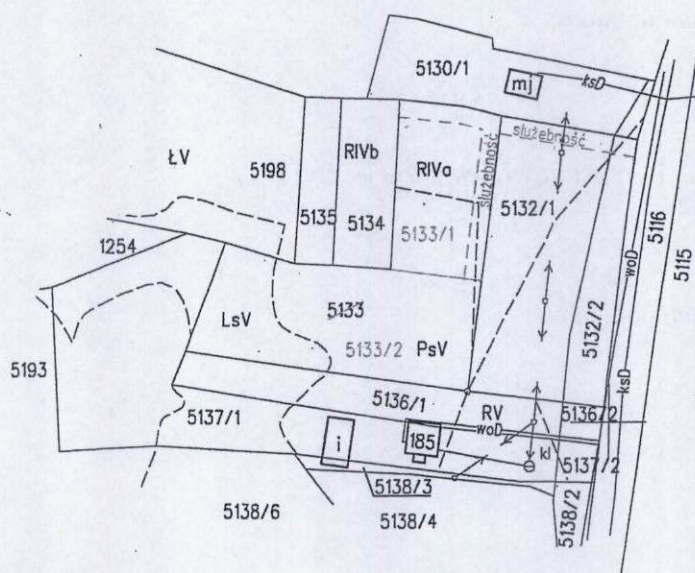 5130/1
mj
ksD
służebność
ŁV
5198
RIVb
RIVa
służebność
5135
5134
5133/1
5132/1
5116
5115
woD
1254
LsV
5133
5133/2
PsV
5132/2
ksD
5193
5136/1
RV
5136/2
5137/1
woD
i
185
kl
5137/2
5138/3
5138/2
5138/6
5138/4